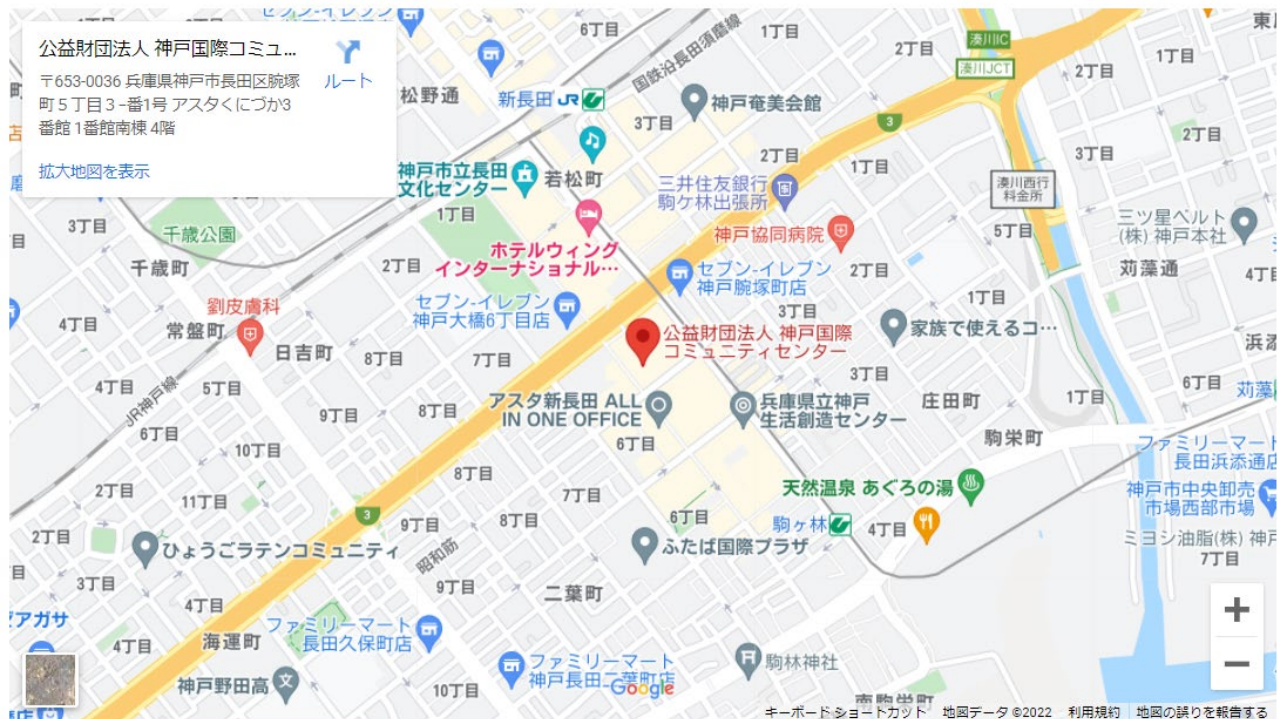 公益財団法人 神戸国際コミュ...
〒653-0036 兵庫県神戸市長田区腕塚
町5丁目3−番1号 アスタくにづか3
番館 1番館南棟 4階
ルート
拡大地図を表示
セブン-イレブン
6丁目
1丁目
2丁目
湊川IC
湊川JCT
2丁目
1丁目
国鉄沿長田須磨線
松野通
新長田 JR
神戸奄美会館
3丁目
3
2丁目
3丁目
神戸市立長田
文化センター
若松町
2丁目
1丁目
三井住友銀行
駒ケ林出張所
湊川西行
料金所
1丁目
3丁目
千歳公園
千歳町
2丁目
ホテルウィング
インターナショナル…
神戸協同病院
5丁目
三ツ星ベルト
(株) 神戸本社
セブン-イレブン
神戸腕塚町店
2丁目
苅藻通
4丁目
劉皮膚科
常盤町
4丁目
日吉町
セブン-イレブン
神戸大橋6丁目店
3丁目
1丁目
家族で使えるコ…
公益財団法人 神戸国際
コミュニティセンター
8丁目
7丁目
JR神戸線
4丁目
5丁目
3丁目
6丁目
9丁目
8丁目
アスタ新長田 ALL
IN ONE OFFICE
兵庫県立神戸
生活創造センター
庄田町
1丁目
6丁目
10丁目
6丁目
駒栄町
ファミリーマート
長田浜添通店
8丁目
2丁目
11丁目
7丁目
天然温泉 あぐろの湯
神戸市中央卸売
市場西部市場
3
9丁目
8丁目
6丁目
駒ヶ林
4丁目
2丁目
ひょうごラテンコミュニティ
昭和筋
ふたば国際プラザ
ミヨシ油脂(株) 神戸
7丁目
3丁目
9丁目
二葉町
4丁目
4丁目
海運町
ファミリーマート
長田久保町店
神戸野田高
10丁目
ファミリーマート
神戸長田二葉町店
Google
駒林神社
南駒栄町
キーボード ショートカット 地図データ ©2022 利用規約 地図の誤りを報告する